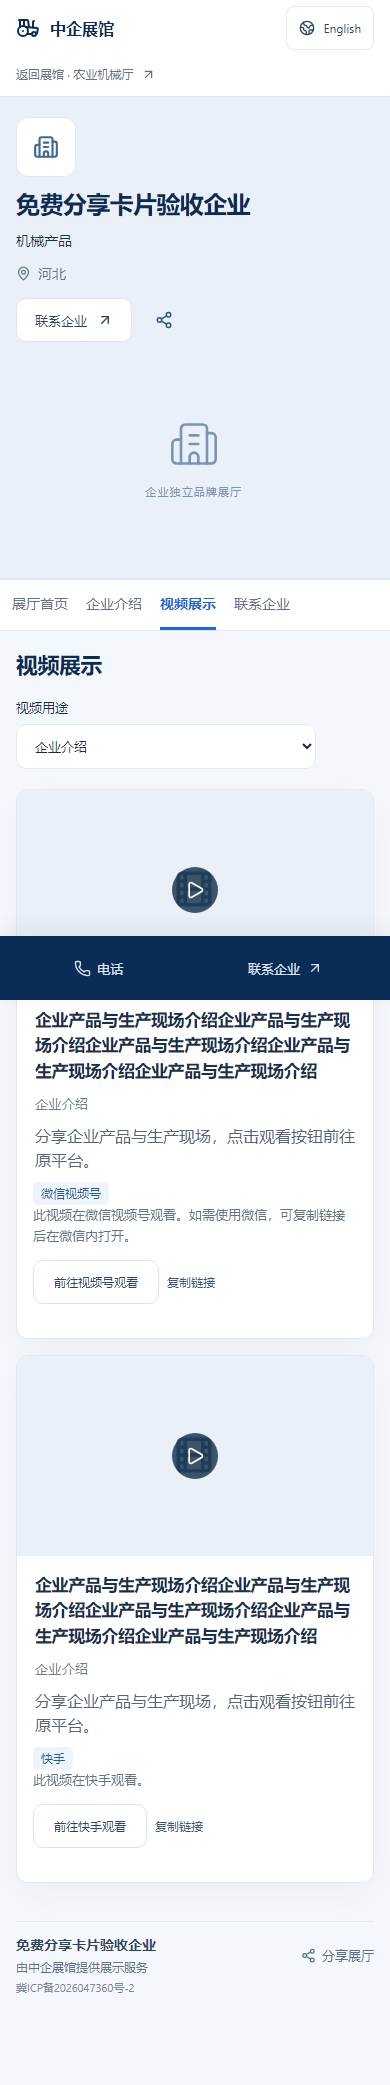 中企展馆
English
返回展馆 · 农业机械厅
免费分享卡片验收企业
机械产品
河北
联系企业
企业独立品牌展厅
展厅首页 企业介绍 视频展示 联系企业
视频展示
视频用途
企业介绍
电话 联系企业
企业产品与生产现场介绍企业产品与生产现
场介绍企业产品与生产现场介绍企业产品与
生产现场介绍企业产品与生产现场介绍
企业介绍
分享企业产品与生产现场，点击观看按钮前往
原平台。
微信视频号
此视频在微信视频号观看。如需使用微信，可复制链接
后在微信内打开。
前往视频号观看 复制链接
企业产品与生产现场介绍企业产品与生产现
场介绍企业产品与生产现场介绍企业产品与
生产现场介绍企业产品与生产现场介绍
企业介绍
分享企业产品与生产现场，点击观看按钮前往
原平台。
快手
此视频在快手观看。
前往快手观看 复制链接
免费分享卡片验收企业
由中企展馆提供展示服务
冀ICP备2026047360号-2
分享展厅